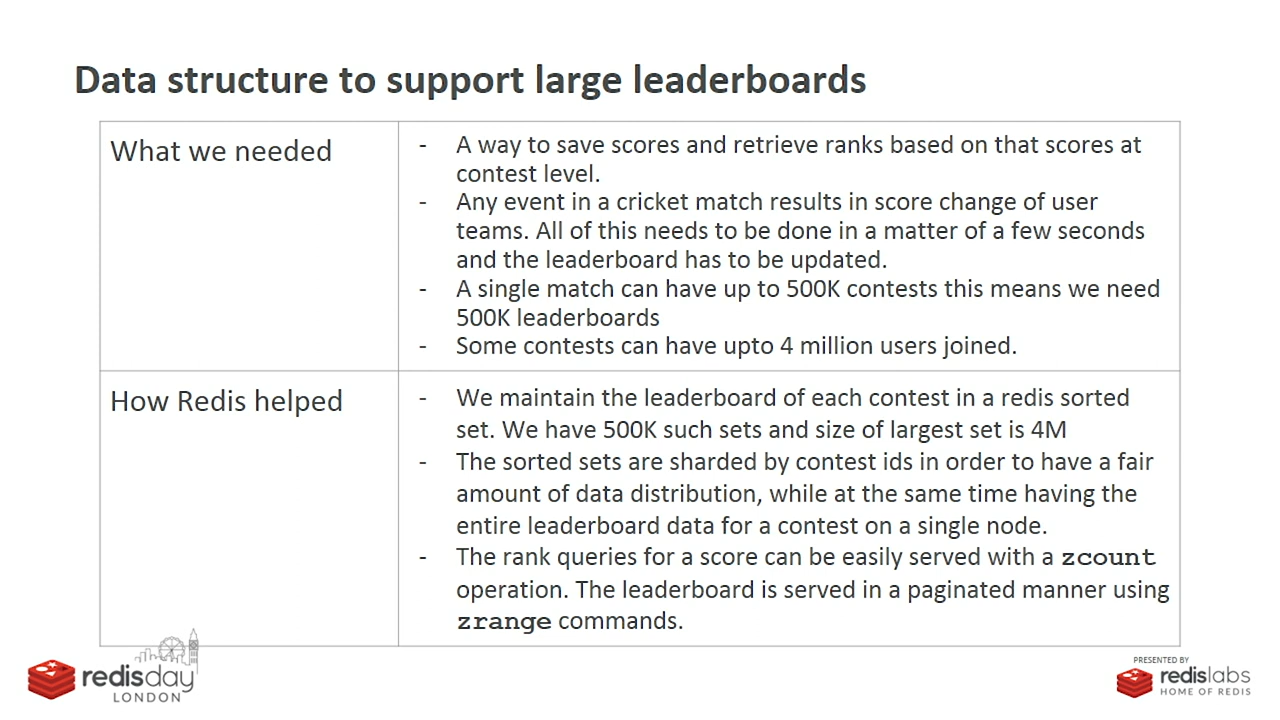 Data structure to support large leaderboards
What we needed
- A way to save scores and retrieve ranks based on that scores at
contest level.
- Any event in a cricket match results in score change of user
teams. All of this needs to be done in a matter of a few seconds
and the leaderboard has to be updated.
- A single match can have up to 500K contests this means we need
500K leaderboards
- Some contests can have upto 4 million users joined.
How Redis helped
- We maintain the leaderboard of each contest in a redis sorted
set. We have 500K such sets and size of largest set is 4M
- The sorted sets are sharded by contest ids in order to have a fair
amount of data distribution, while at the same time having the
entire leaderboard data for a contest on a single node.
- The rank queries for a score can be easily served with a zcount
operation. The leaderboard is served in a paginated manner using
zrange commands.
redisday
LONDON
PRESENTED BY
redislabs
HOME OF REDIS